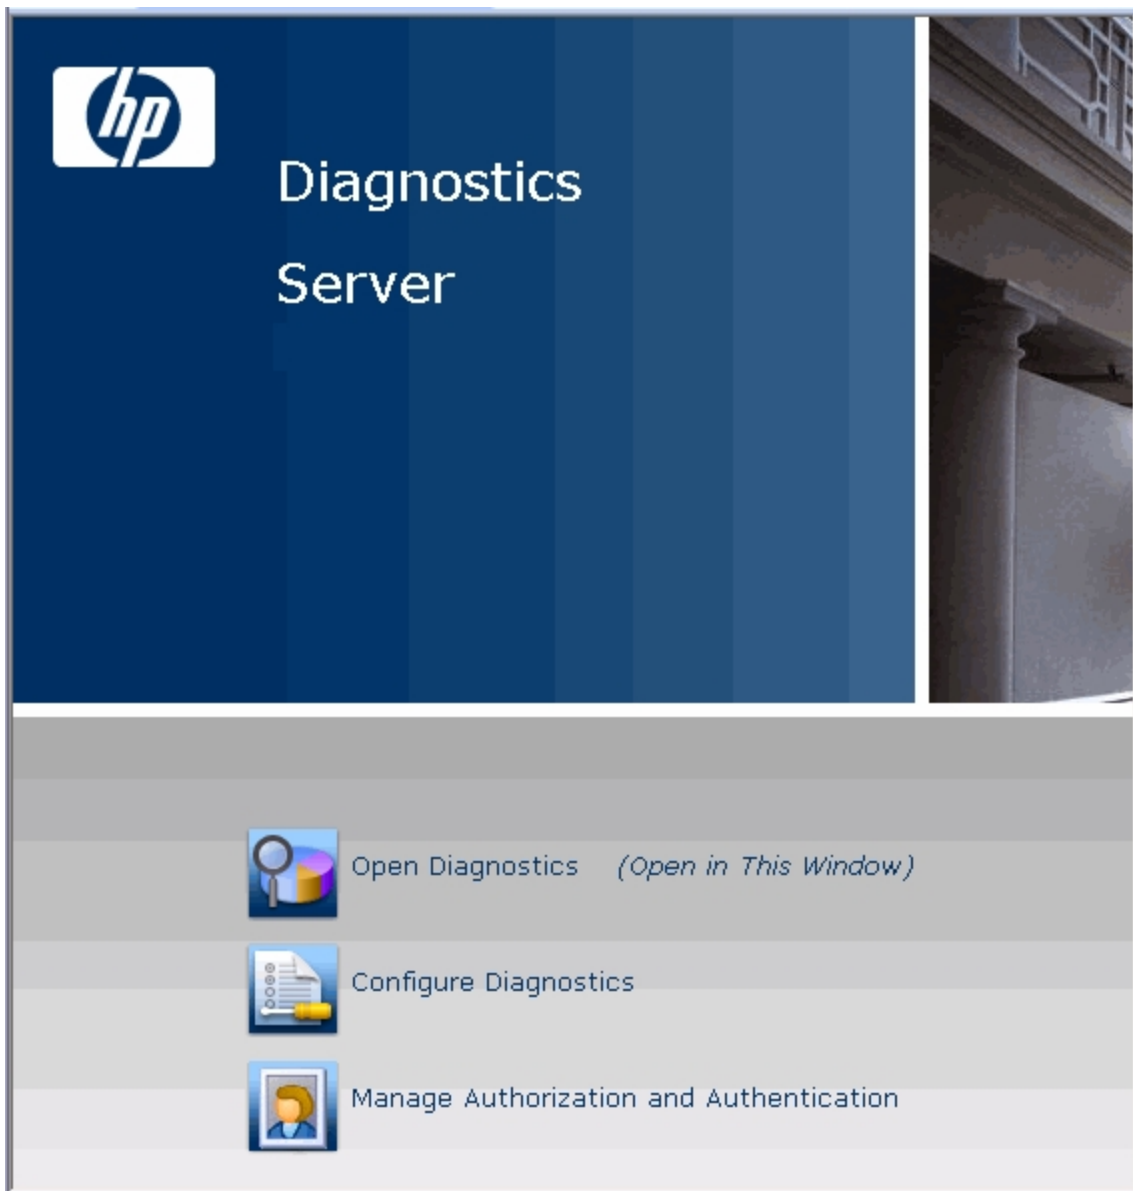 hp
Diagnostics
Server
Open Diagnostics (Open in This Window)
Configure Diagnostics
Manage Authorization and Authentication